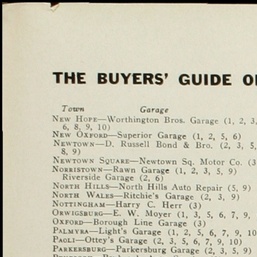 THE BUYERS' GUIDE
Town Garage
NEW HOPE—Worthington Bros. Garage (1, 2, 3,
6, 8, 9, 10)
NEW OXFORD—Superior Garage (1, 2, 5, 6)
NEWTOWN—D. Russell Bond & Bro. (2, 3, 5,
8, 9)
NEWTOWN SQUARE—Newtown Sq. Motor Co. (3
NORRISTOWN—Rawn Garage (1, 2, 3, 5, 9)
Riverside Garage (2, 6)
NORTH HILLS—North Hills Auto Repair (5, 9)
NORTH WALES—Ritchie's Garage (2, 3, 9)
NOTTINGHAM—Harry C. Herr (3)
ORWIGSBURG—E. W. Moyer (1, 3, 5, 6, 7, 9,
OXFORD—Borough Line Garage (3)
PALMYRA—Light's Garage (1, 2, 5, 6, 7, 9, 10
PAOLI—Ottey's Garage (2, 3, 5, 6, 7, 9, 10)
PARKERSBURG—Parkersburg Garage (2, 3, 5, 9)